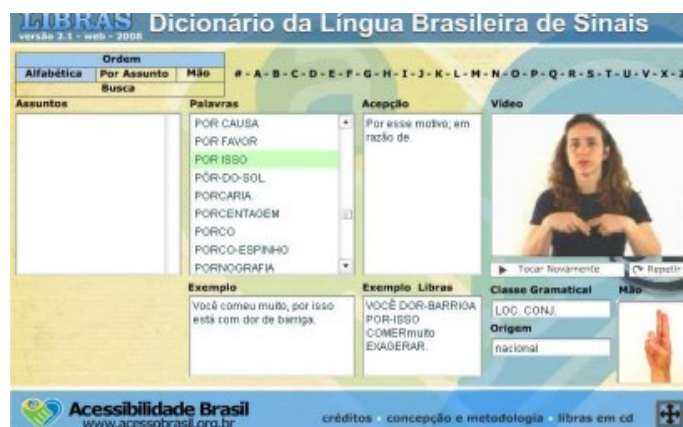 LIBRAS
versão 2.1 - web - 2008
Dicionário da Língua Brasileira de Sinais
Ordem
Alfabética Por Assunto Mão
Busca
# - A - B - C - D - E - F - G - H - I - J - K - L - M - N - O - P - Q - R - S - T - U - V - X - Z
Assuntos
Palavras
POR CAUSA
POR FAVOR
POR ISSO
PÔR-DO-SOL
PORCARIA
PORCENTAGEM
PORCO
PORCO-ESPINHO
PORNOGRAFIA
Acepção
Por esse motivo; em
razão de.
Vídeo
Tocar Novamente
Repetir
Exemplo
Você comeu muito, por isso
está com dor de barriga.
Exemplo Libras
VOCÊ DOR-BARRIGA
POR-ISSO
COMERmuito
EXAGERAR.
Classe Gramatical
LOC. CONJ.
Origem
nacional
Mão
Acessibilidade Brasil
www.acessobrasil.org.br
créditos - concepção e metodologia - libras em cd